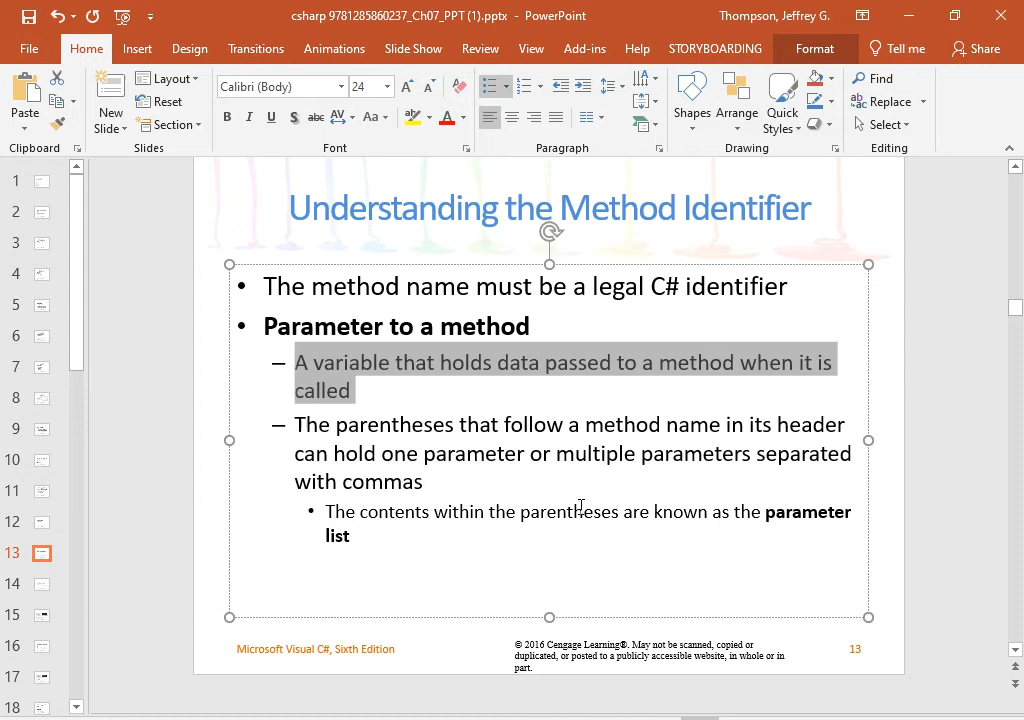 csharp 9781285860237_Ch07_PPT (1).pptx - PowerPoint
Thompson, Jeffrey G.
File Home Insert Design Transitions Animations Slide Show Review View Add-ins Help STORYBOARDING Format Tell me Share
Paste
New
Slide
Layout
Reset
Section
Calibri (Body) 24
B I U S abc AV Aa
A
Shapes Arrange Quick
Styles
Find
Replace
Select
Clipboard Slides Font Paragraph Drawing Editing
1
2
3
4
5
6
7
8
9
10
11
12
13
14
15
16
17
18
Understanding the Method Identifier
• The method name must be a legal C# identifier
• Parameter to a method
– A variable that holds data passed to a method when it is
called
– The parentheses that follow a method name in its header
can hold one parameter or multiple parameters separated
with commas
• The contents within the parentheses are known as the parameter
list
Microsoft Visual C#, Sixth Edition
© 2016 Cengage Learning®. May not be scanned, copied or
duplicated, or posted to a publicly accessible website, in whole or in
part.
13